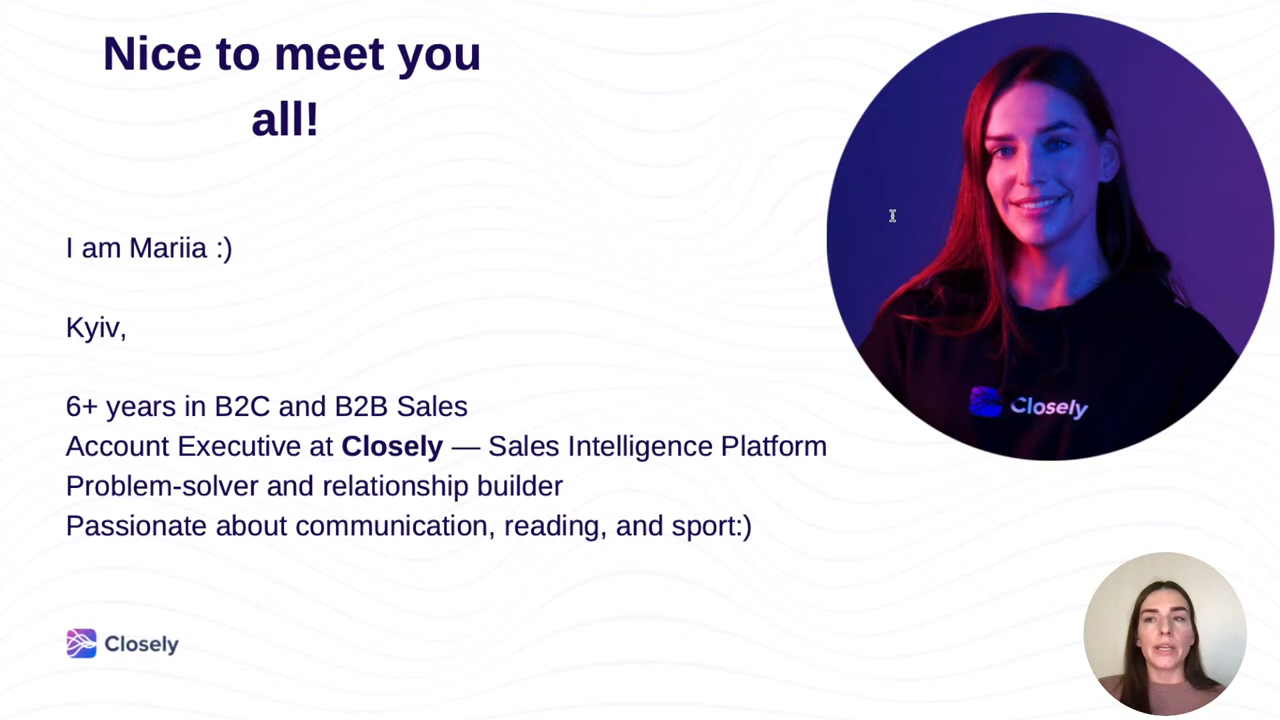 Nice to meet you
all!
I am Mariia :)
Kyiv,
6+ years in B2C and B2B Sales
Account Executive at Closely — Sales Intelligence Platform
Problem-solver and relationship builder
Passionate about communication, reading, and sport:)
Closely
Closely